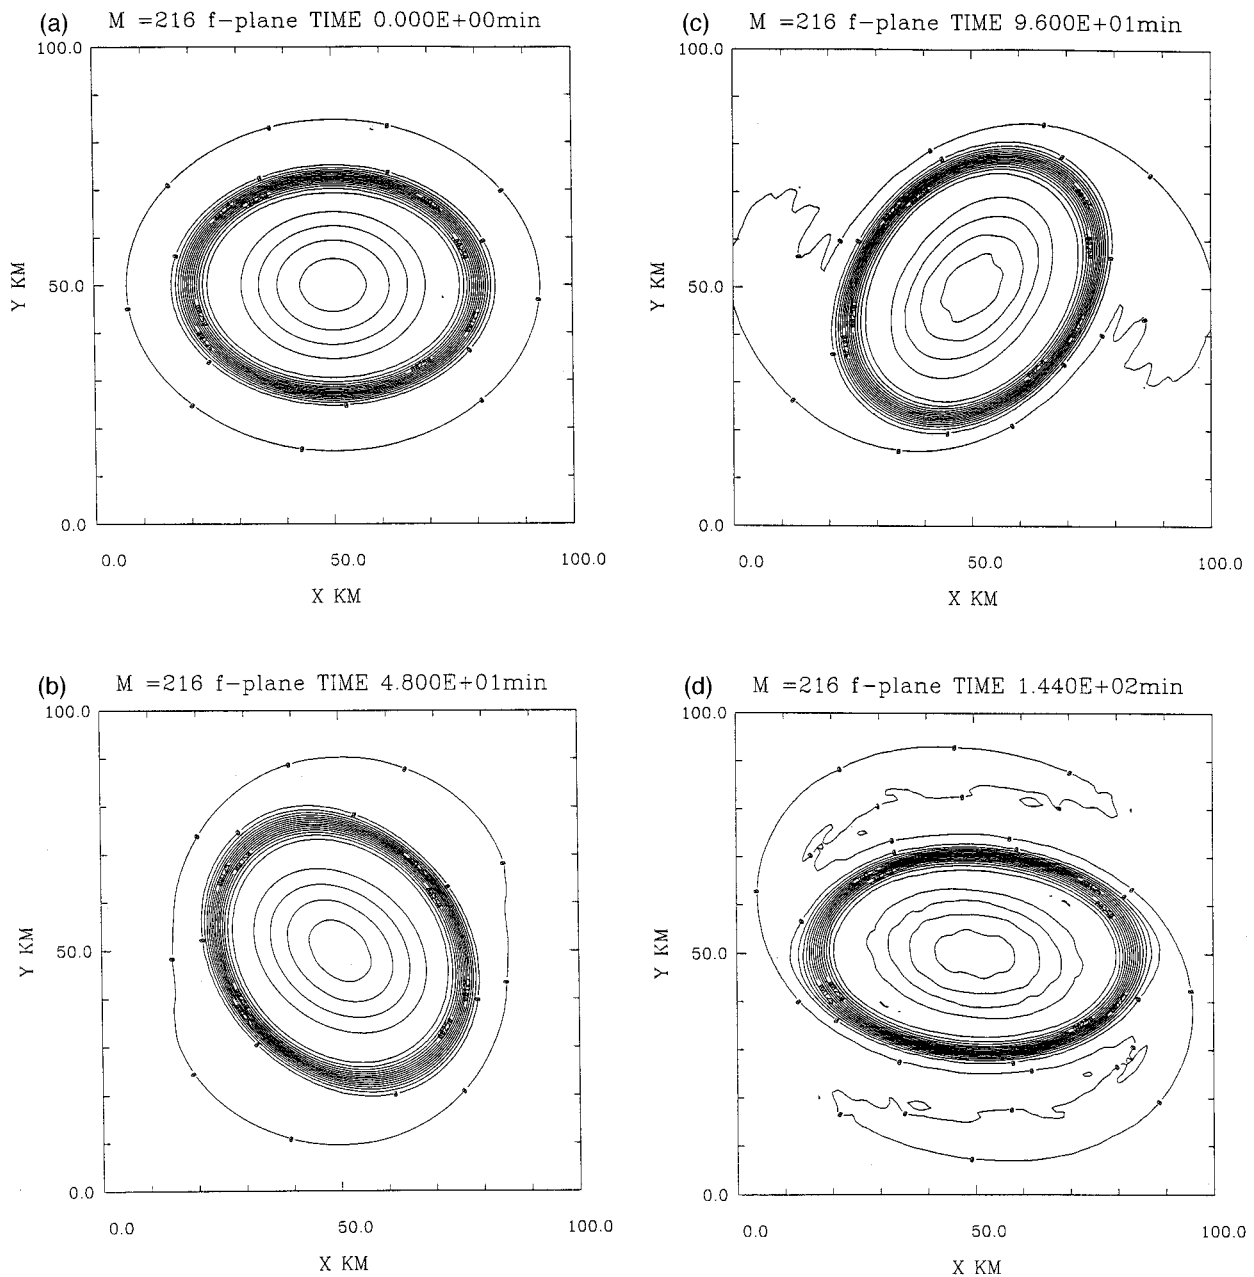 (a) M =216 f-plane TIME 0.000E+00min
100.0
Y KM
50.0
0.0
0.0 50.0 100.0
X KM
(b) M =216 f-plane TIME 4.800E+01min
100.0
Y KM
50.0
0.0
0.0 50.0 100.0
X KM
(c) M =216 f-plane TIME 9.600E+01min
100.0
Y KM
50.0
0.0
0.0 50.0 100.0
X KM
(d) M =216 f-plane TIME 1.440E+02min
100.0
Y KM
50.0
0.0
0.0 50.0 100.0
X KM